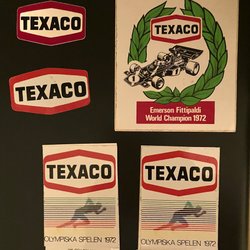 TEXACO
TEXACO
TEXACO
Emerson Fittipaldi
World Champion 1972
TEXACO
OLYMPISKA SPELEN 1972
TEXACO
OLYMPISKA SPELEN 1972